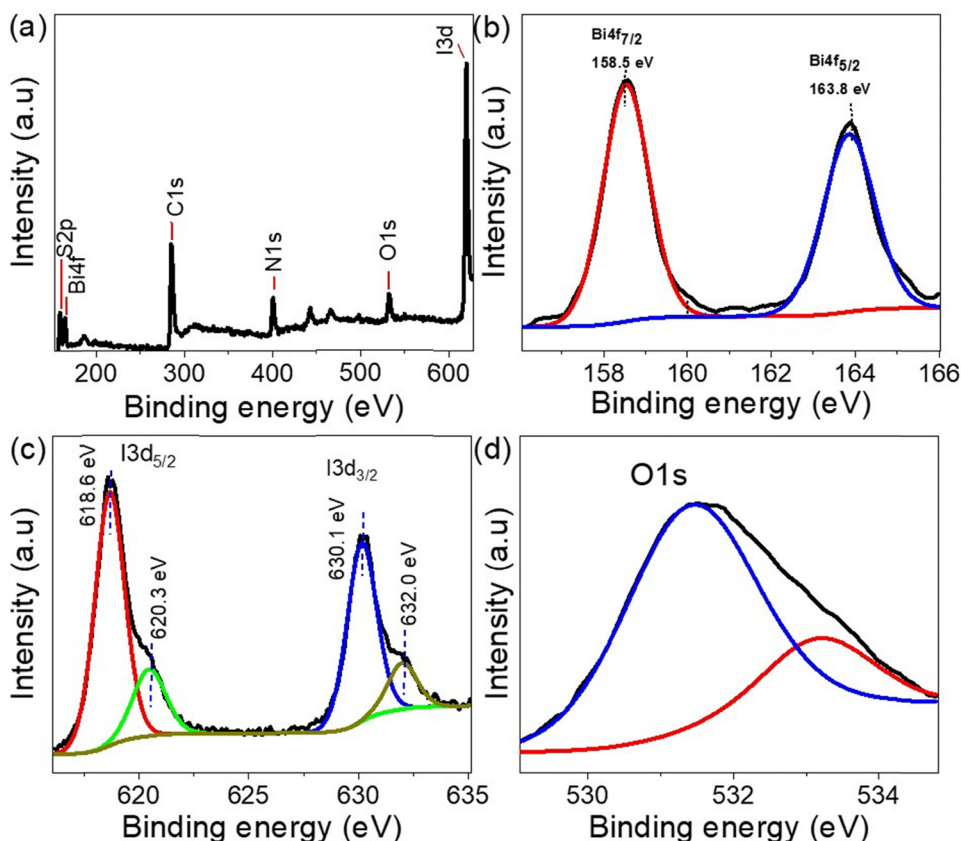 (a)
Intensity (a.u)
S2p
Bi4f
C1s
N1s
O1s
I3d
200 300 400 500 600
Binding energy (eV)
(b)
Intensity (a.u)
Bi4f7/2
158.5 eV
Bi4f5/2
163.8 eV
158 160 162 164 166
Binding energy (eV)
(c)
Intensity (a.u)
I3d5/2
618.6 eV
620.3 eV
I3d3/2
630.1 eV
632.0 eV
620 625 630 635
Binding energy (eV)
(d)
Intensity (a.u)
O1s
530 532 534
Binding energy (eV)